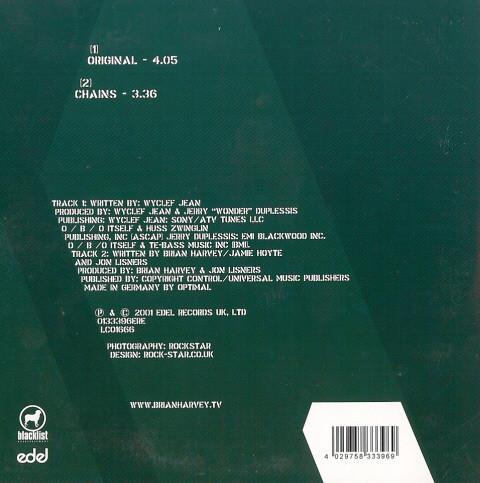 [1]
ORIGINAL - 4.05
[2]
CHAINS - 3.36
TRACK 1: WRITTEN BY: WYCLEF JEAN
PRODUCED BY: WYCLEF JEAN & JERRY "WONDER" DUPLESSIS
PUBLISHING: WYCLEF JEAN: SONY/ATV TUNES LLC
O / B / O ITSELF & HUSS ZWINGLIN
PUBLISHING, INC (ASCAP) JERRY DUPLESSIS: EMI BLACKWOOD INC.
O / B / O ITSELF & TE-BASS MUSIC INC (BMI).
TRACK 2: WRITTEN BY BRIAN HARVEY/JAMIE HOYTE
AND JON LISNERS
PRODUCED BY: BRIAN HARVEY & JON LISNERS
PUBLISHED BY: COPYRIGHT CONTROL/UNIVERSAL MUSIC PUBLISHERS
MADE IN GERMANY BY OPTIMAL
℗ & © 2001 EDEL RECORDS UK, LTD
0133396ERE
LC01666
PHOTOGRAPHY: ROCKSTAR
DESIGN: ROCK-STAR.CO.UK
WWW.BRIANHARVEY.TV
blacklist
entertainment
edel
4 029758 333969